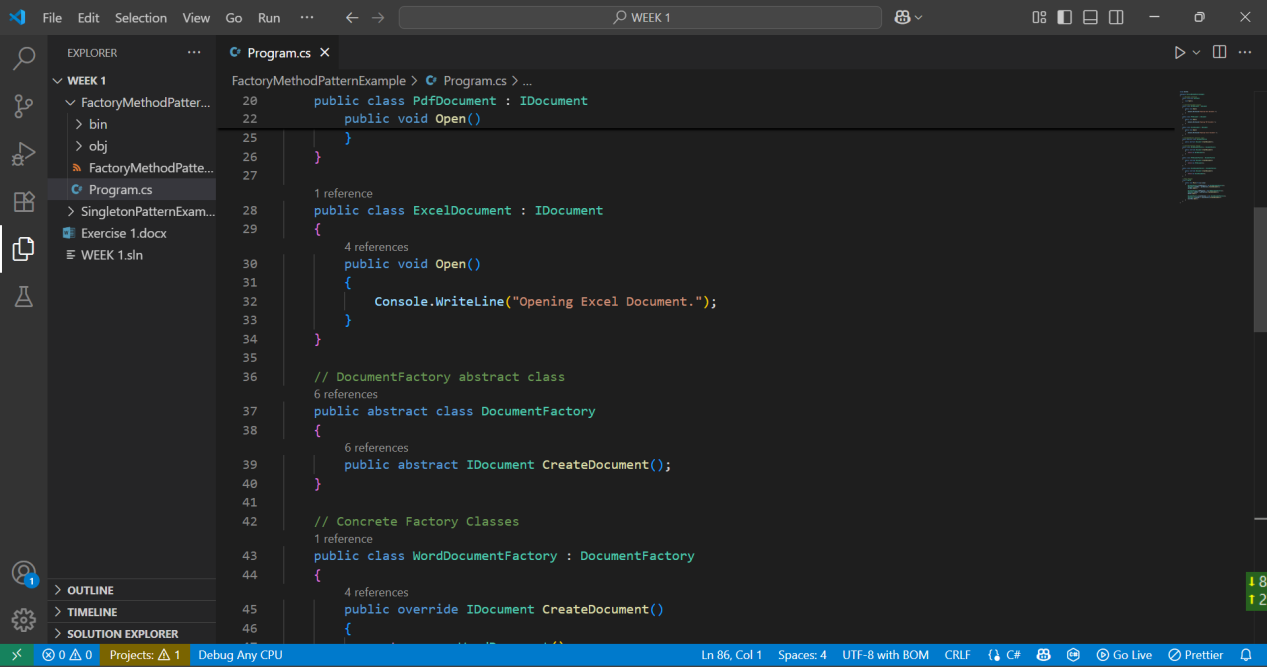 File Edit Selection View Go Run ··· WEEK 1
EXPLORER ···
WEEK 1
FactoryMethodPatter...
bin
obj
FactoryMethodPatte...
Program.cs
SingletonPatternExam...
Exercise 1.docx
WEEK 1.sln
OUTLINE
TIMELINE
SOLUTION EXPLORER
Program.cs
FactoryMethodPatternExample > Program.cs > ...
20 public class PdfDocument : IDocument
22 public void Open()
25 }
26 }
27
1 reference
28 public class ExcelDocument : IDocument
29 {
4 references
30 public void Open()
31 {
32 Console.WriteLine("Opening Excel Document.");
33 }
34 }
35
36 // DocumentFactory abstract class
6 references
37 public abstract class DocumentFactory
38 {
6 references
39 public abstract IDocument CreateDocument();
40 }
41
42 // Concrete Factory Classes
1 reference
43 public class WordDocumentFactory : DocumentFactory
44 {
4 references
45 public override IDocument CreateDocument()
46 {
1
8
2
0 0 Projects: 1 Debug Any CPU Ln 86, Col 1 Spaces: 4 UTF-8 with BOM CRLF C# Go Live Prettier